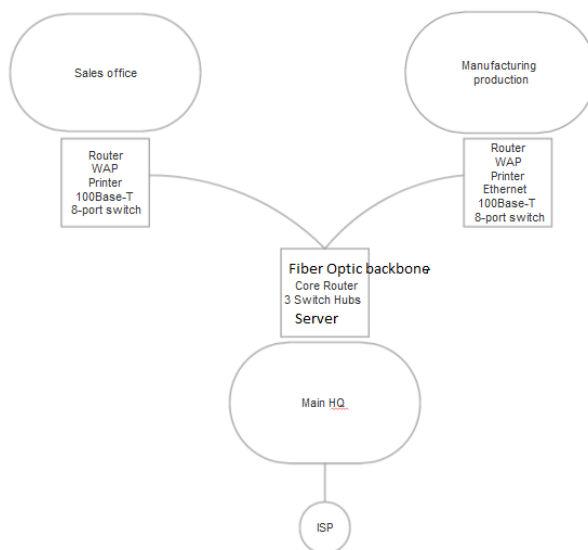 Sales office
Manufacturing
production
Router
WAP
Printer
100Base-T
8-port switch
Router
WAP
Printer
Ethernet
100Base-T
8-port switch
Fiber Optic backbone
Core Router
3 Switch Hubs
Server
Main HQ
ISP